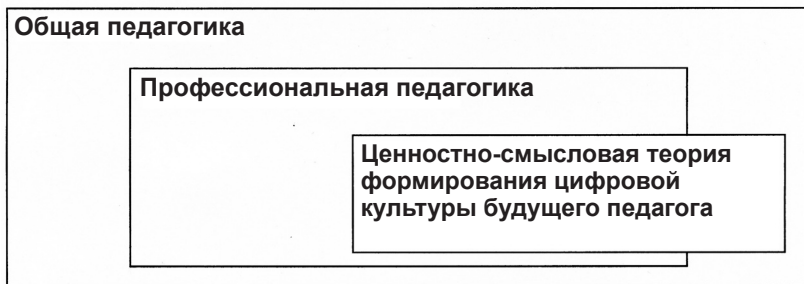 Общая педагогика
Профессиональная педагогика
Ценностно-смысловая теория
формирования цифровой
культуры будущего педагога